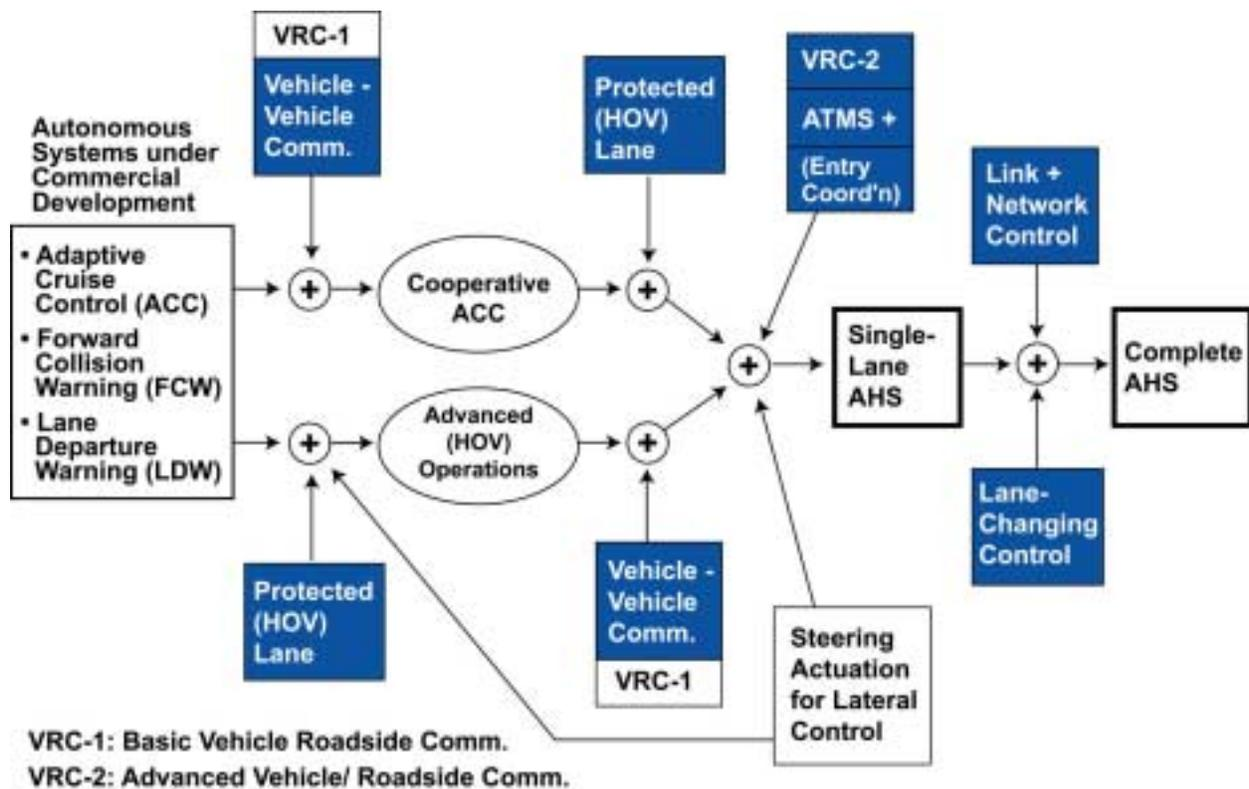 VRC-1
Vehicle -
Vehicle
Comm.
Protected
(HOV)
Lane
VRC-2
ATMS +
(Entry
Coord'n)
Link +
Network
Control
Autonomous
Systems under
Commercial
Development
• Adaptive
Cruise
Control (ACC)
• Forward
Collision
Warning (FCW)
• Lane
Departure
Warning (LDW)
+
Cooperative
ACC
+
+
Advanced
(HOV)
Operations
+
+
Single-
Lane
AHS
+
Complete
AHS
Protected
(HOV)
Lane
Vehicle -
Vehicle
Comm.
VRC-1
Steering
Actuation
for Lateral
Control
Lane-
Changing
Control
VRC-1: Basic Vehicle Roadside Comm.
VRC-2: Advanced Vehicle/ Roadside Comm.